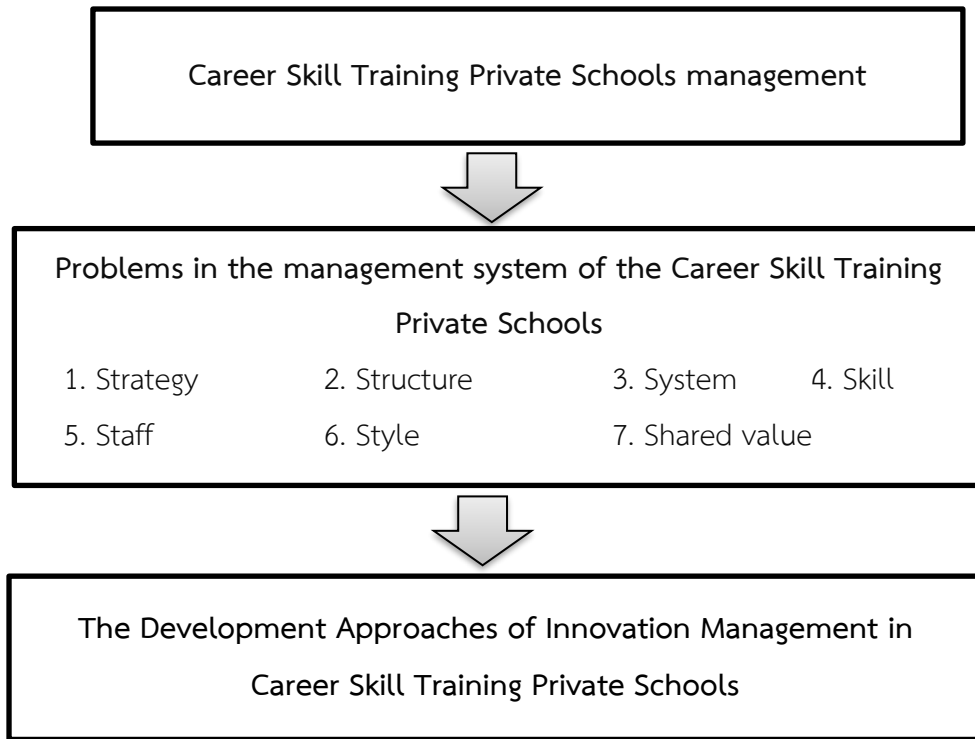 Career Skill Training Private Schools management
Problems in the management system of the Career Skill Training
Private Schools
1. Strategy 2. Structure 3. System 4. Skill
5. Staff 6. Style 7. Shared value
The Development Approaches of Innovation Management in
Career Skill Training Private Schools